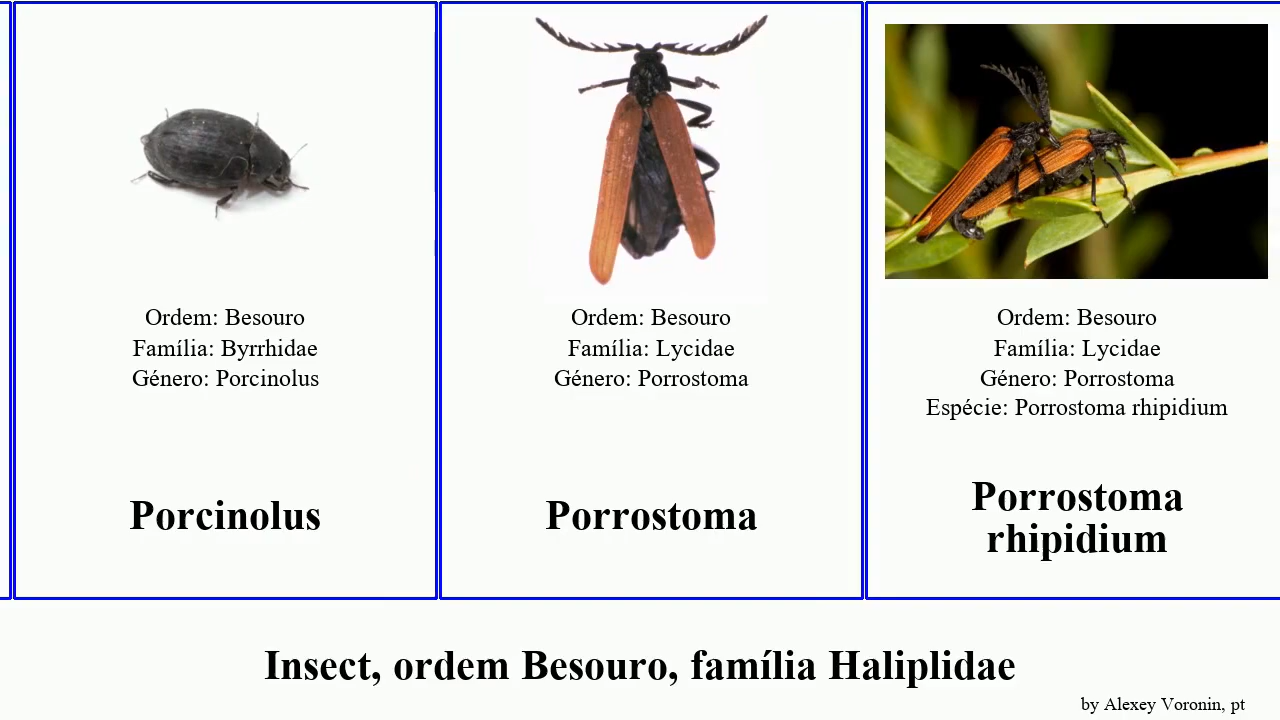 Ordem: Besouro
Família: Byrrhidae
Género: Porcinolus
Porcinolus
Ordem: Besouro
Família: Lycidae
Género: Porrostoma
Porrostoma
Ordem: Besouro
Família: Lycidae
Género: Porrostoma
Espécie: Porrostoma rhipidium
Porrostoma
rhipidium
Insect, ordem Besouro, família Haliplidae
by Alexey Voronin, pt